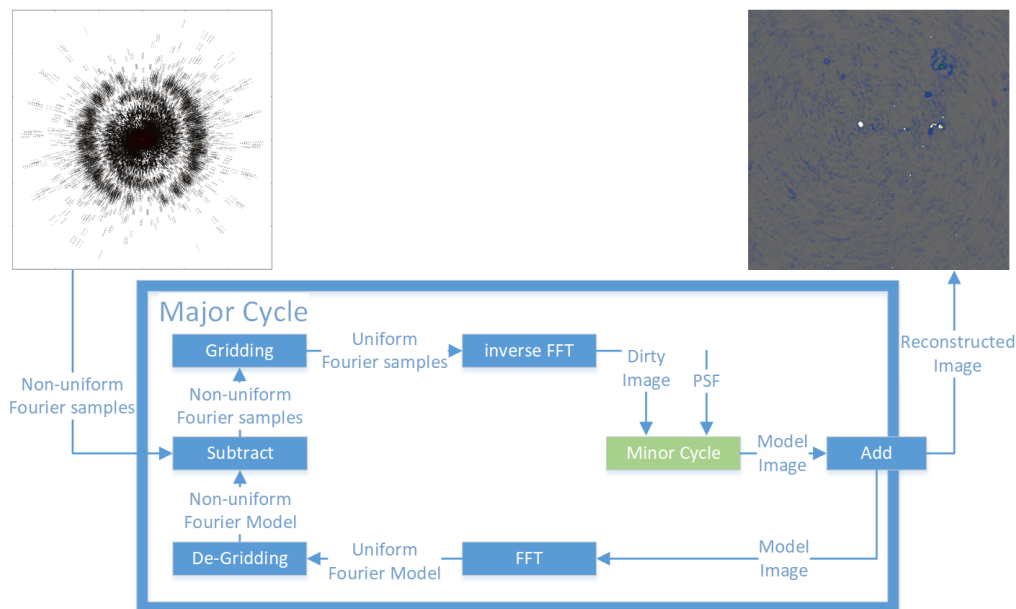 Major Cycle
Gridding
Uniform
Fourier samples
inverse FFT
Dirty
Image
PSF
Reconstructed
Image
Non-uniform
Fourier samples
Non-uniform
Fourier samples
Subtract
Minor Cycle
Model
Image
Add
Non-uniform
Fourier Model
De-Gridding
Uniform
Fourier Model
FFT
Model
Image